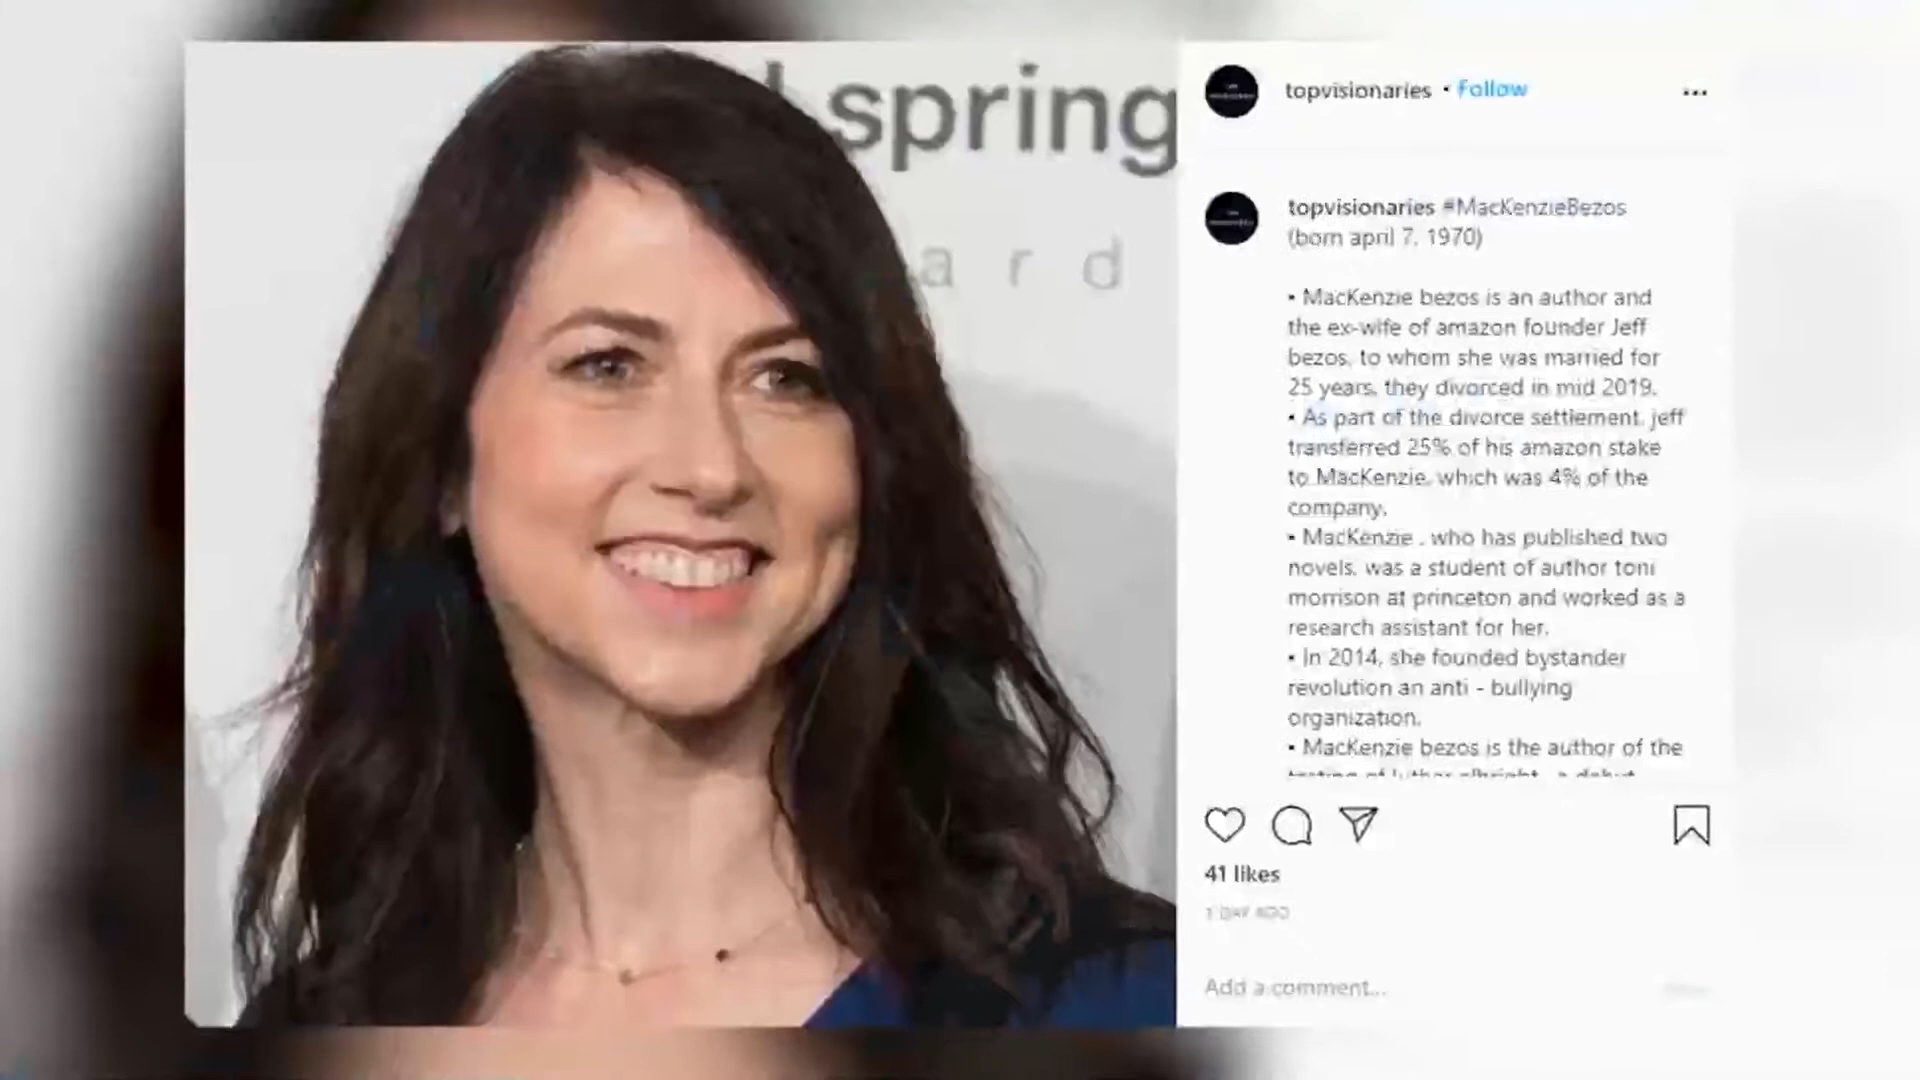 spring
a r d
topvisionaries • Follow
...
topvisionaries #MacKenzieBezos
(born april 7, 1970)
• MacKenzie bezos is an author and
the ex-wife of amazon founder Jeff
bezos, to whom she was married for
25 years, they divorced in mid 2019.
• As part of the divorce settlement, jeff
transferred 25% of his amazon stake
to MacKenzie, which was 4% of the
company.
• MacKenzie , who has published two
novels, was a student of author toni
morrison at princeton and worked as a
research assistant for her.
• In 2014, she founded bystander
revolution an anti - bullying
organization.
• MacKenzie bezos is the author of the
41 likes
1 DAY AGO
Add a comment...